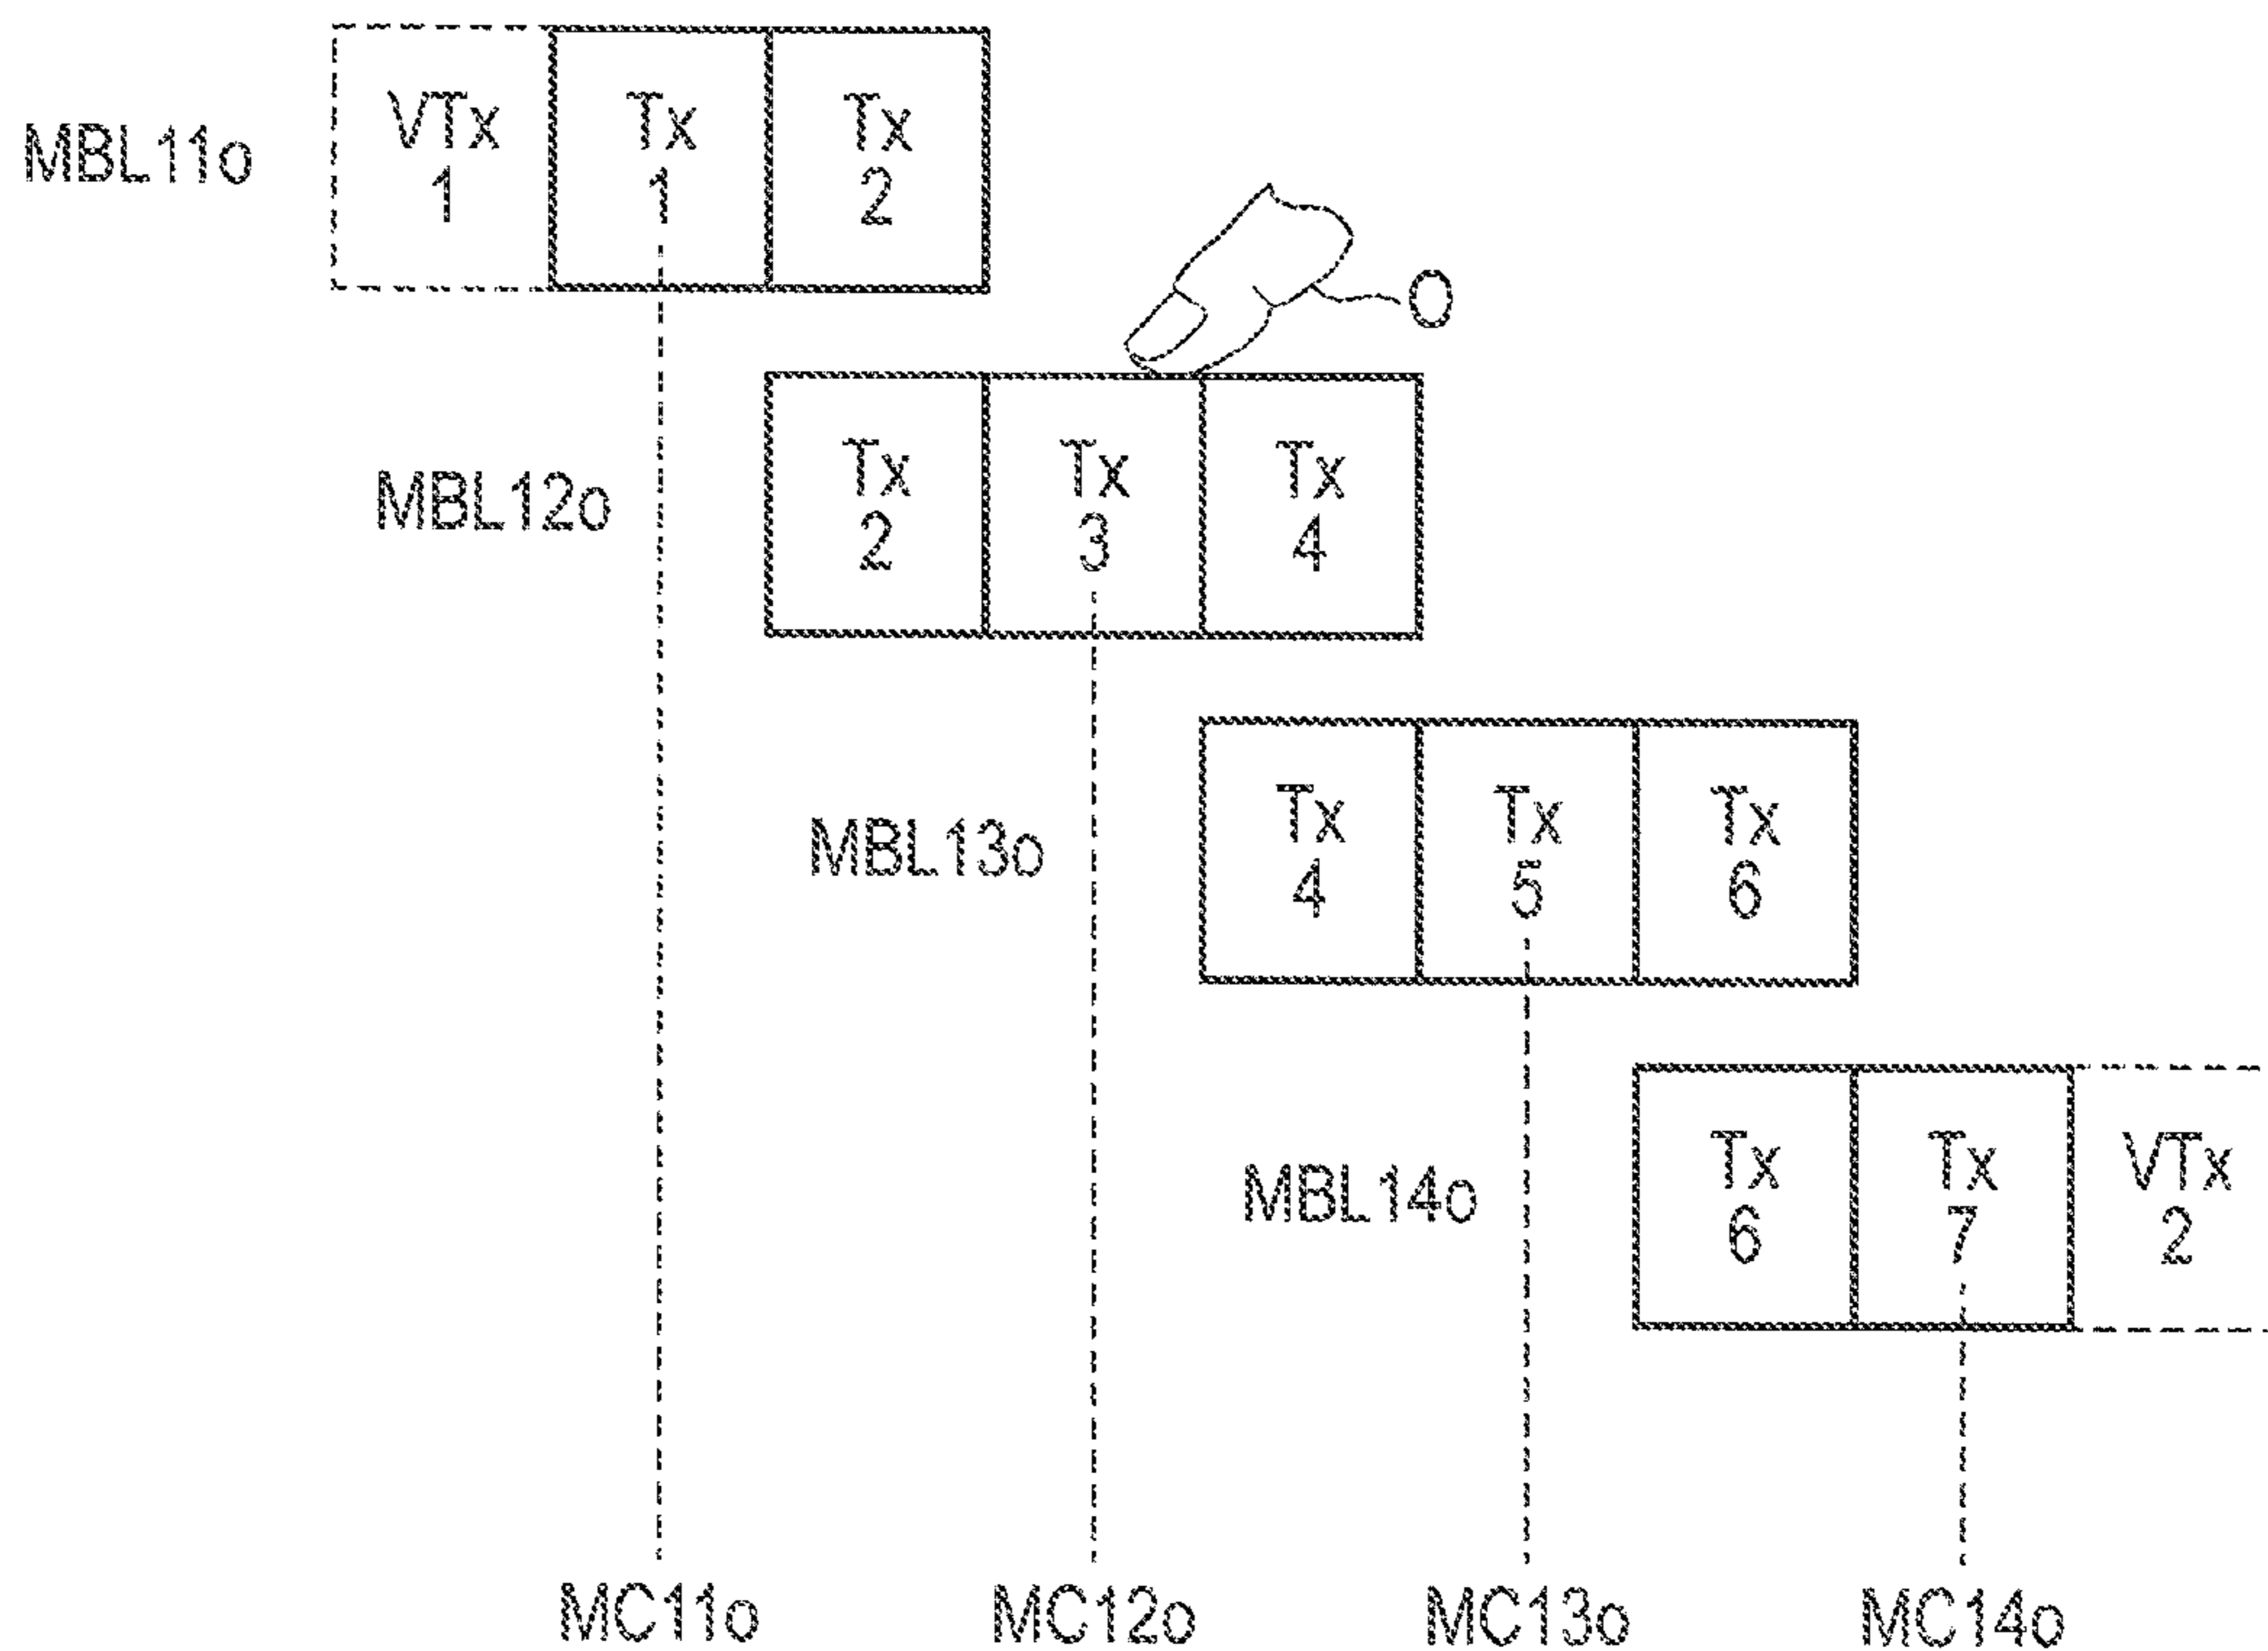 MBL11o
VTx Tx Tx
1 1 2
O
MBL12o
Tx Tx Tx
2 3 4
MBL13o
Tx Tx Tx
4 5 6
MBL14o
Tx Tx VTx
6 7 2
MC11o MC12o MC13o MC14o